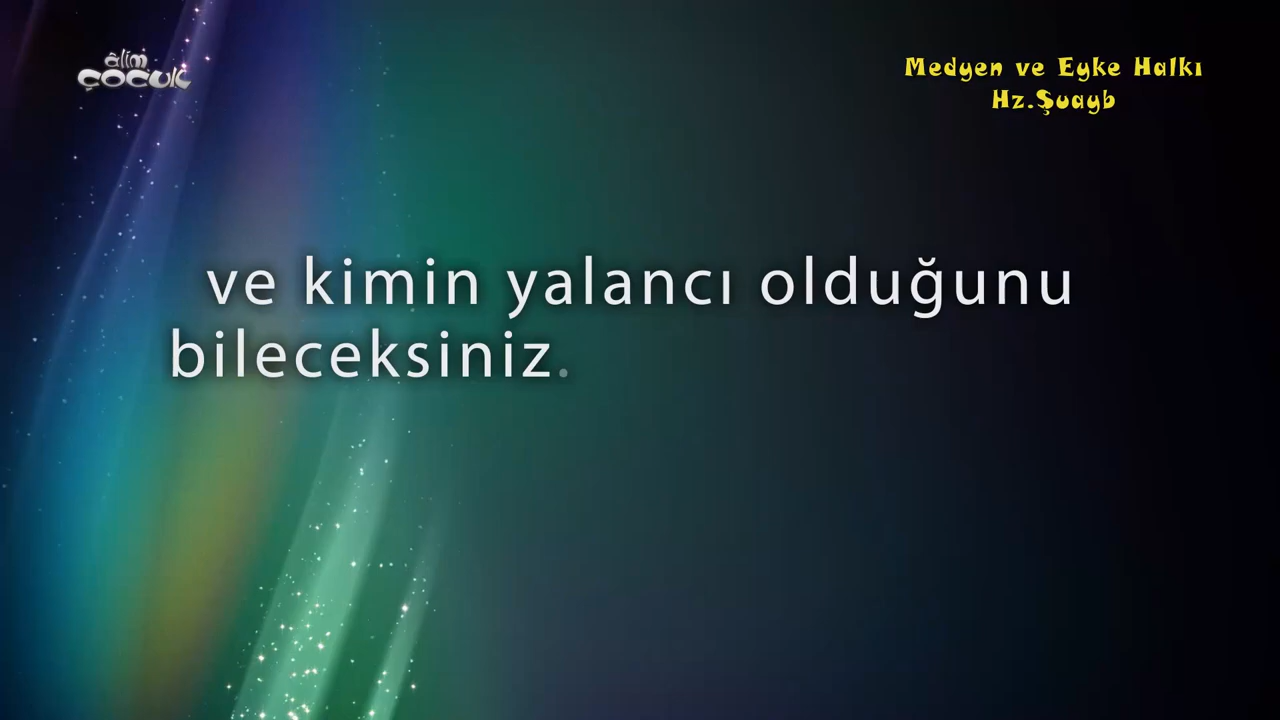 âlim
ÇOCUK
Medyen ve Eyke Halkı
Hz.Şuayb
ve kimin yalancı olduğunu
bileceksiniz.